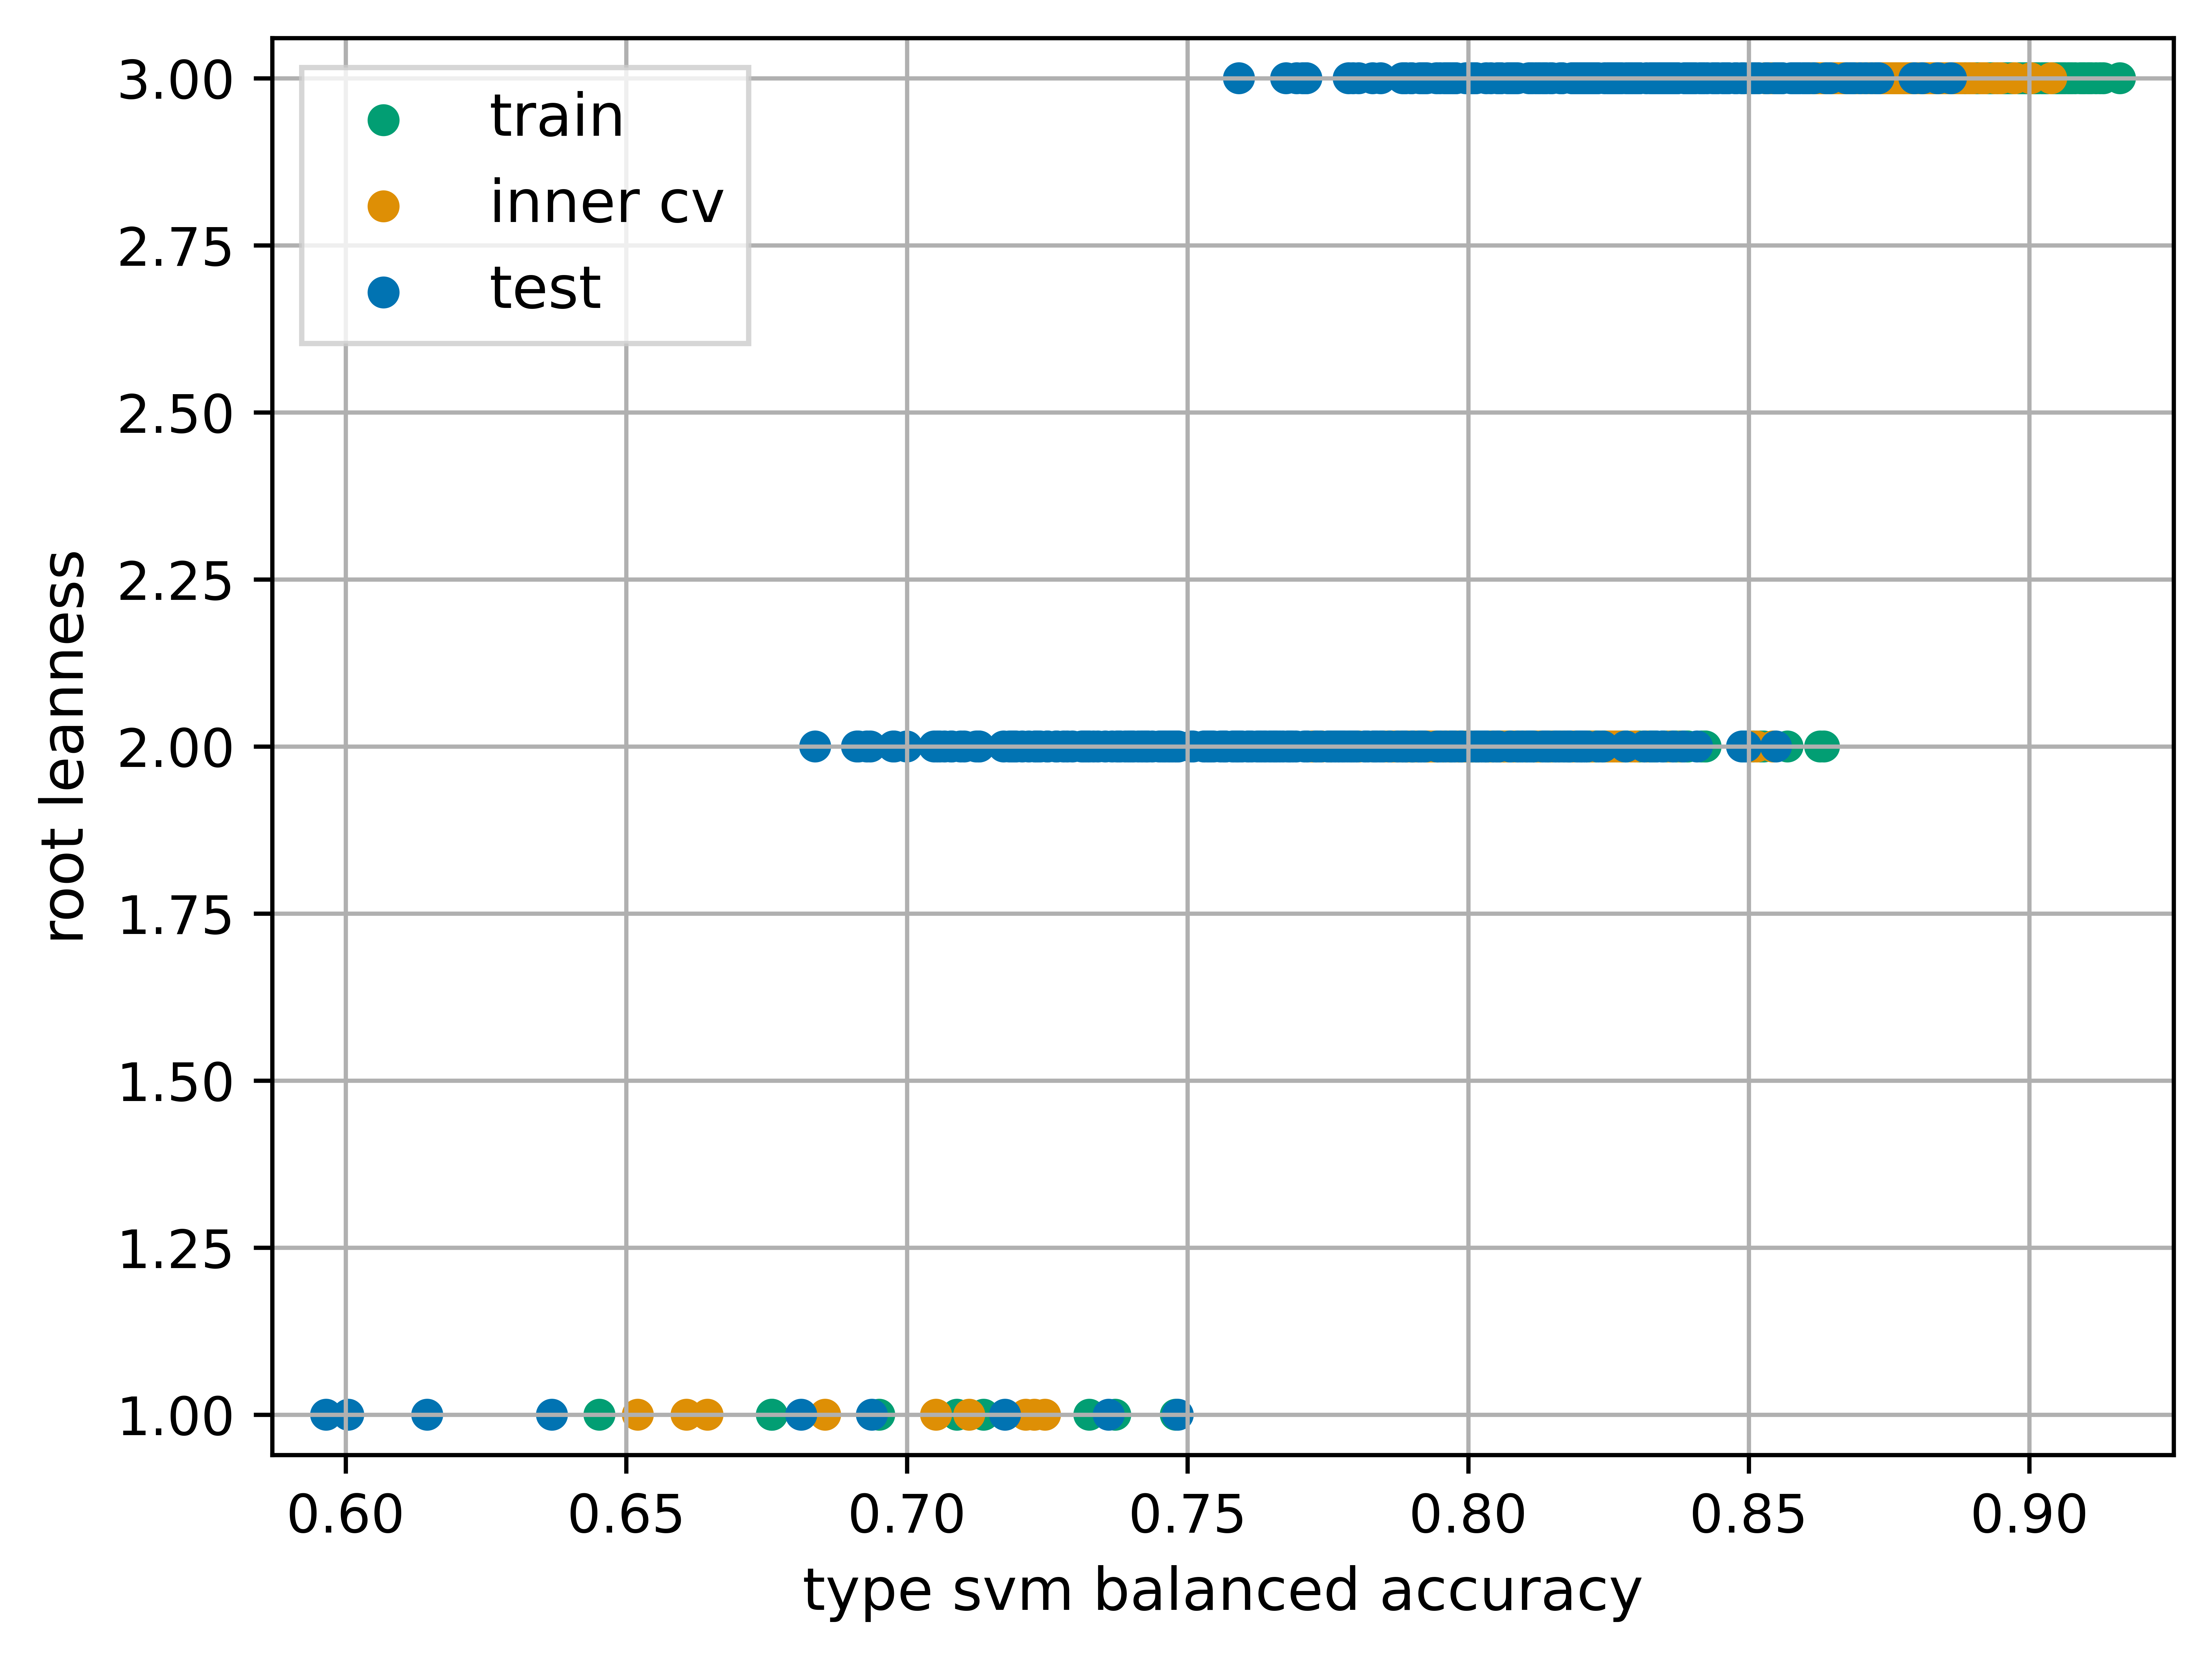 3.00
2.75
2.50
2.25
2.00
1.75
1.50
1.25
1.00
root leanness
train
inner cv
test
0.60 0.65 0.70 0.75 0.80 0.85 0.90
type svm balanced accuracy